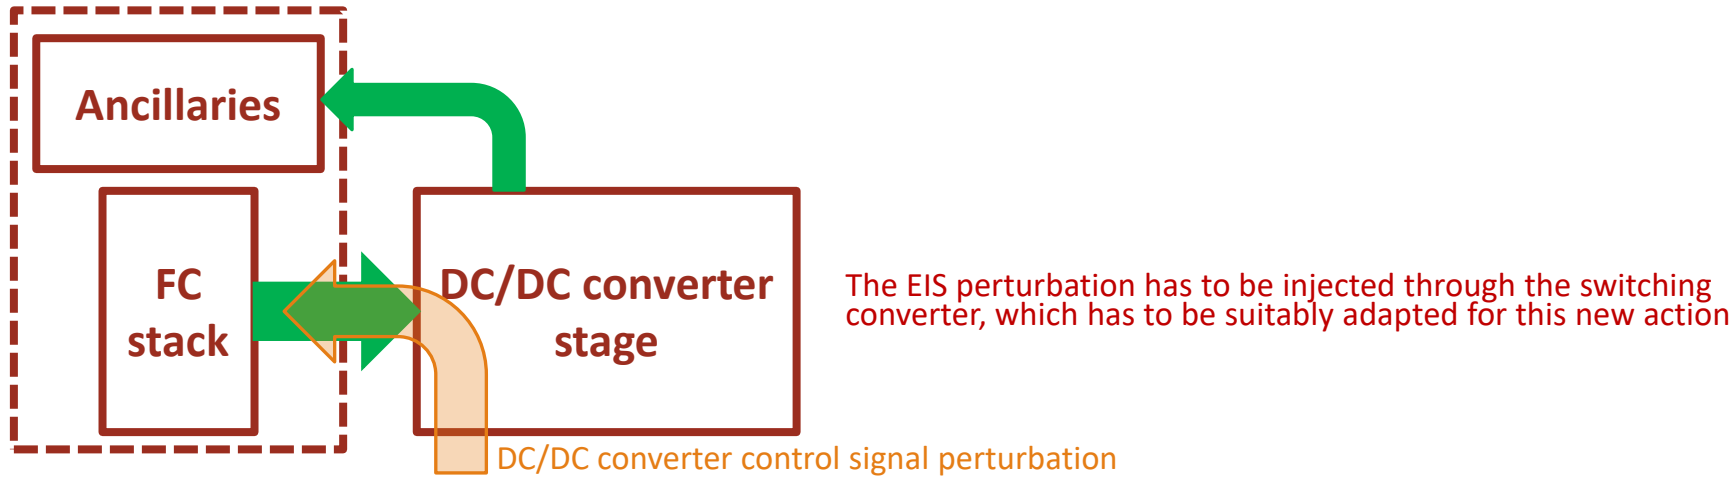 Ancillaries
FC
stack
DC/DC converter
stage
The EIS perturbation has to be injected through the switching
converter, which has to be suitably adapted for this new action
DC/DC converter control signal perturbation